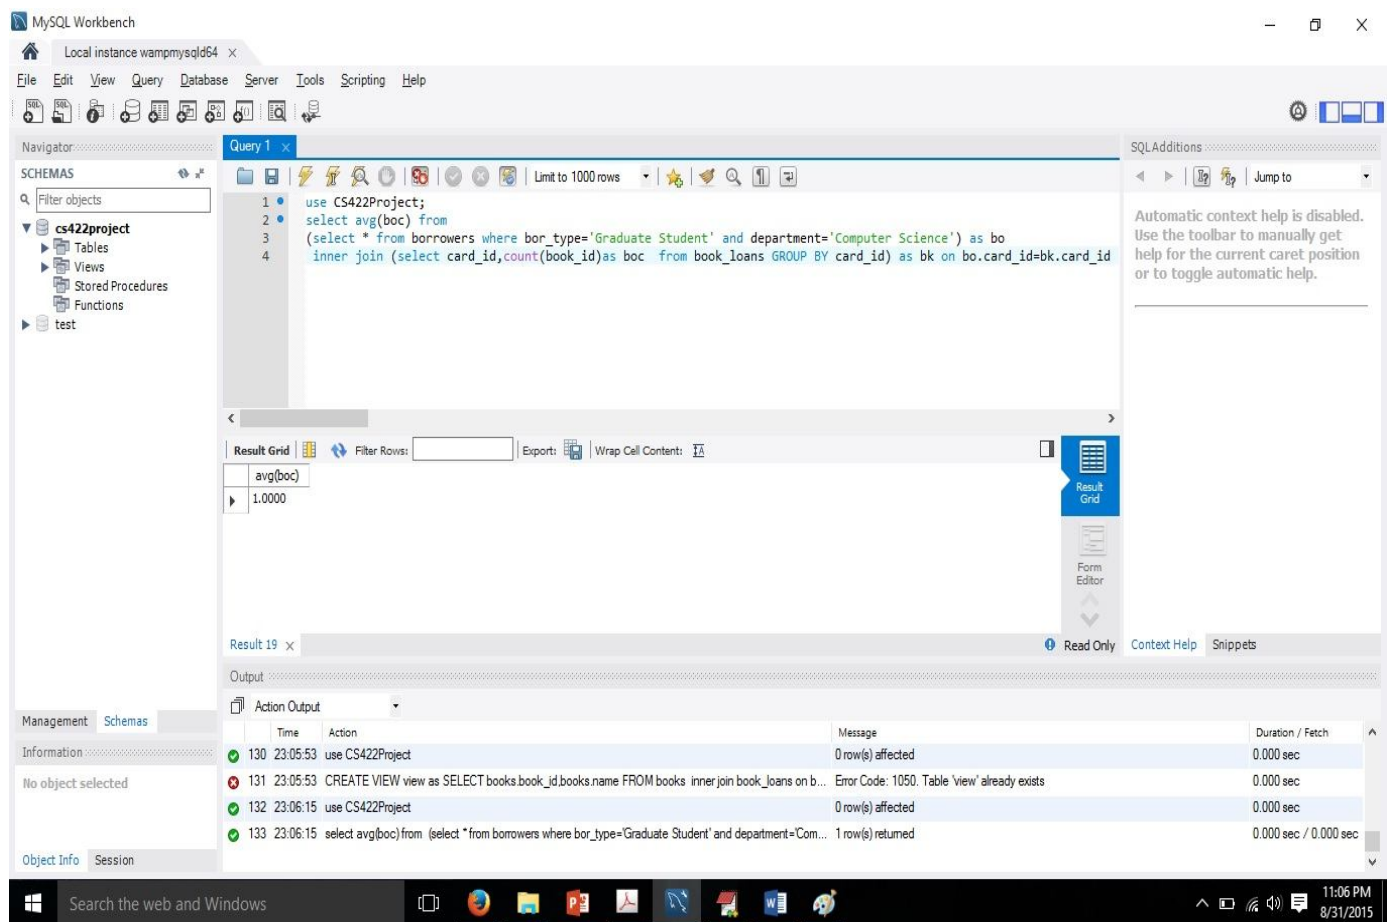 MySQL Workbench
Local instance wampmysqld64 ×
File Edit View Query Database Server Tools Scripting Help
Navigator
SCHEMAS
Filter objects
cs422project
Tables
Views
Stored Procedures
Functions
test
Management Schemas
Information
No object selected
Object Info Session
Query 1 ×
Limit to 1000 rows
1 use CS422Project;
2 select avg(boc) from
3 (select * from borrowers where bor_type='Graduate Student' and department='Computer Science') as bo
4 inner join (select card_id,count(book_id)as boc from book_loans GROUP BY card_id) as bk on bo.card_id=bk.card_id
Result Grid Filter Rows: Export: Wrap Cell Content:
avg(boc)
1.0000
Result
Grid
Form
Editor
Result 19 × Read Only
SQLAdditions
Jump to
Automatic context help is disabled.
Use the toolbar to manually get
help for the current caret position
or to toggle automatic help.
Context Help Snippets
Output
Action Output
Time Action Message Duration / Fetch
130 23:05:53 use CS422Project 0 row(s) affected 0.000 sec
131 23:05:53 CREATE VIEW view as SELECT books.book_id,books.name FROM books inner join book_loans on b... Error Code: 1050. Table 'view' already exists 0.000 sec
132 23:06:15 use CS422Project 0 row(s) affected 0.000 sec
133 23:06:15 select avg(boc) from (select * from borrowers where bor_type='Graduate Student' and department='Com... 1 row(s) returned 0.000 sec / 0.000 sec
Search the web and Windows
11:06 PM
8/31/2015